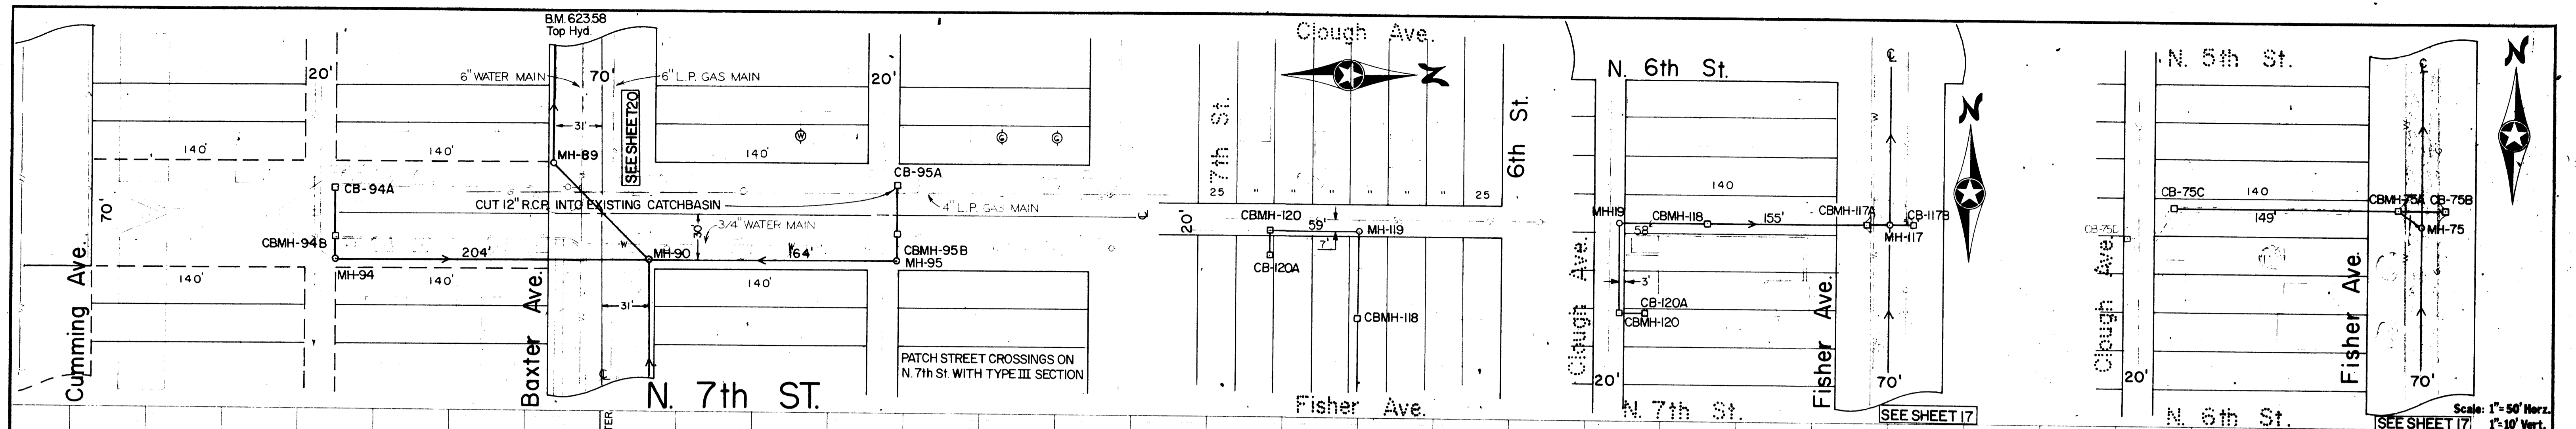 B.M. 623.58
Top Hyd.
20'
6" WATER MAIN
70'
6" L.P. GAS MAIN
20'
31'
SEE SHEET 20
140'
140'
140'
MH-89
W
G
G
CB-94A
CB-95A
CUT 12" R.C.P. INTO EXISTING CATCHBASIN
4" L.P. GAS MAIN
3/4" WATER MAIN
30'
70'
CBMH-94B
204'
MH-90
164'
CBMH-95B
MH-95
MH-94
140'
140'
140'
31'
Cumming Ave.
Baxter Ave.
PATCH STREET CROSSINGS ON
N. 7th St. WITH TYPE III SECTION
N. 7th ST.
Clough Ave.
N
7th St.
6th St.
25 " " " " " 25
20'
CBMH-120
59'
MH-119
7'
CB-120A
CBMH-118
Fisher Ave.
N. 6th St.
N
140
MH-119
CBMH-118
155'
CBMH-117A
CB-117B
58'
MH-117
3'
CB-120A
CBMH-120
Clough Ave.
Fisher Ave.
20'
70'
N. 7th St.
SEE SHEET 17
N. 5th St.
N
CB-75C
140
149'
CBMH-75A
CB-75B
CB-75C
MH-75
Clough Ave.
Fisher Ave.
20'
70'
N. 6th St.
SEE SHEET 17
Scale: 1"=50' Horz.
1"=10' Vert.